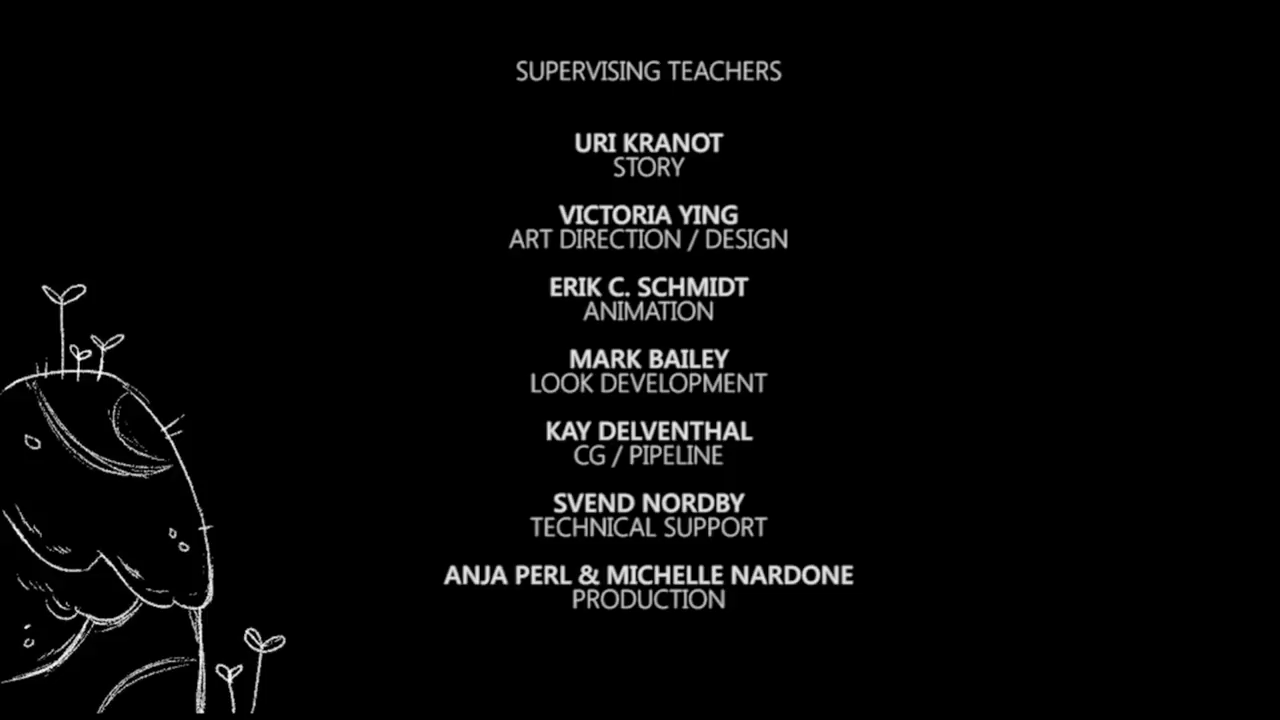 SUPERVISING TEACHERS
URI KRANOT
STORY
VICTORIA YING
ART DIRECTION / DESIGN
ERIK C. SCHMIDT
ANIMATION
MARK BAILEY
LOOK DEVELOPMENT
KAY DELVENTHAL
CG / PIPELINE
SVEND NORDBY
TECHNICAL SUPPORT
ANJA PERL & MICHELLE NARDONE
PRODUCTION